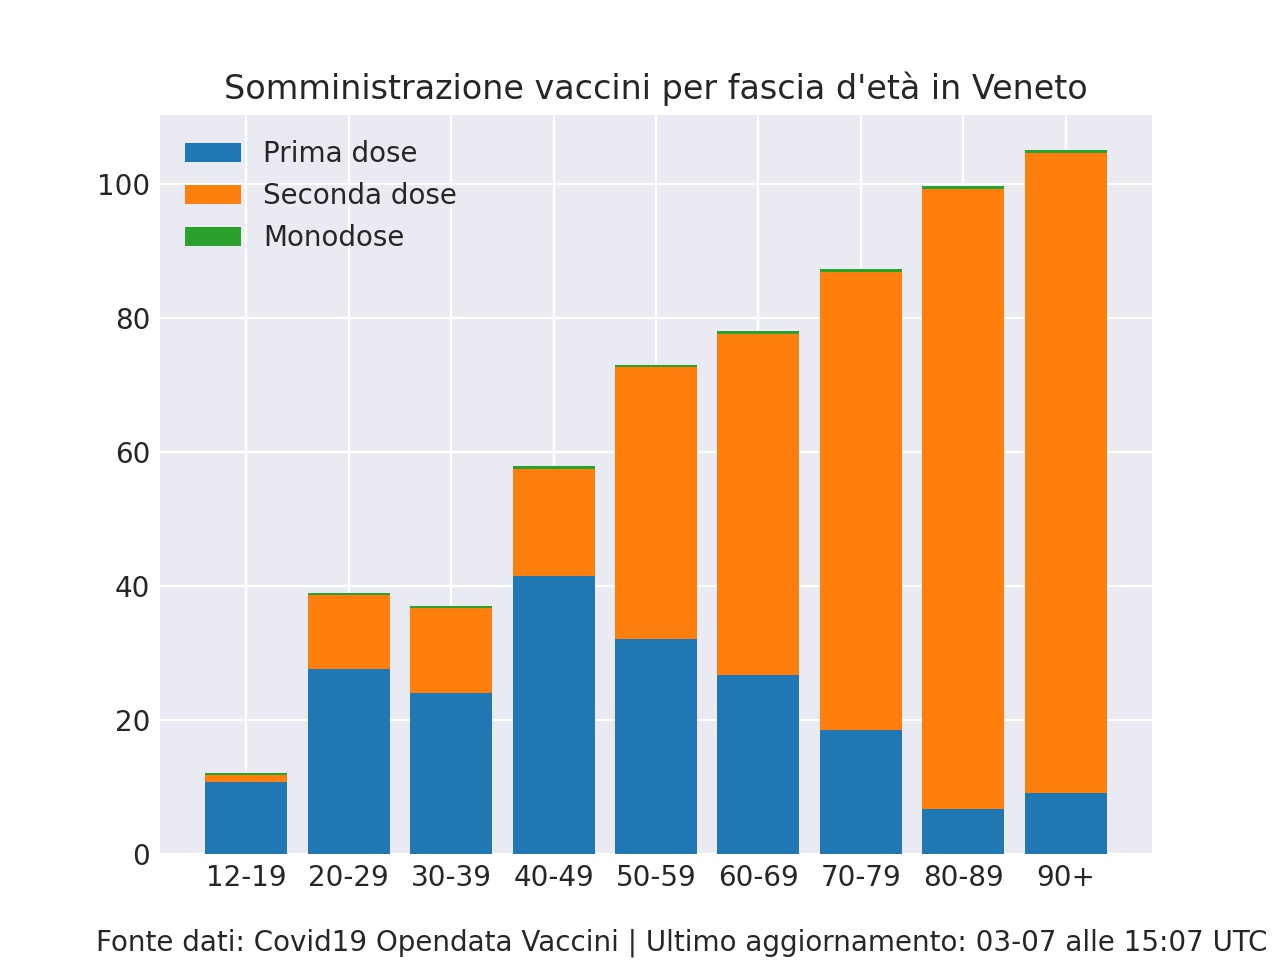 Somministrazione vaccini per fascia d'età in Veneto
Prima dose
Seconda dose
Monodose
100
80
60
40
20
0
12-19 20-29 30-39 40-49 50-59 60-69 70-79 80-89 90+
Fonte dati: Covid19 Opendata Vaccini | Ultimo aggiornamento: 03-07 alle 15:07 UTC